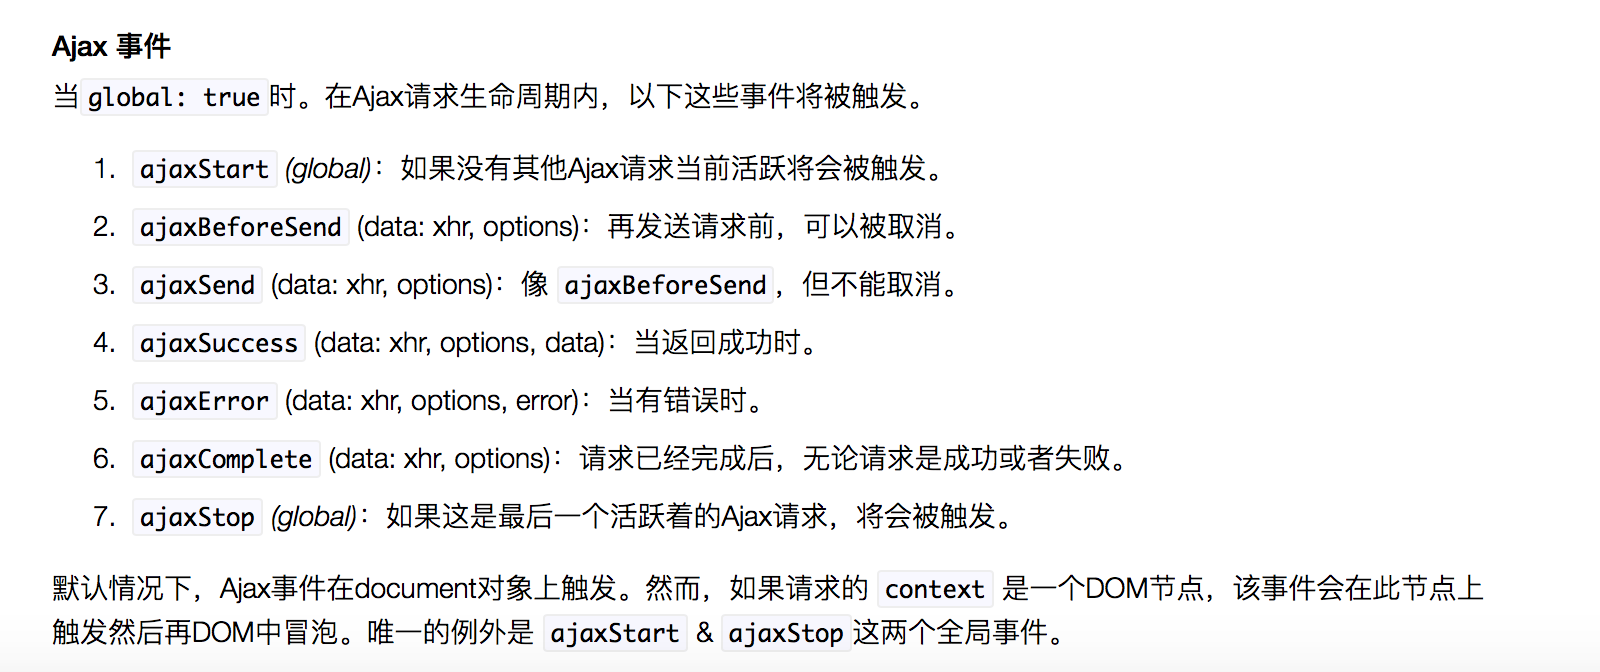 Ajax 事件
当 global: true 时。在Ajax请求生命周期内，以下这些事件将被触发。
1. ajaxStart (global)：如果没有其他Ajax请求当前活跃将会被触发。
2. ajaxBeforeSend (data: xhr, options)：再发送请求前，可以被取消。
3. ajaxSend (data: xhr, options)：像 ajaxBeforeSend，但不能取消。
4. ajaxSuccess (data: xhr, options, data)：当返回成功时。
5. ajaxError (data: xhr, options, error)：当有错误时。
6. ajaxComplete (data: xhr, options)：请求已经完成后，无论请求是成功或者失败。
7. ajaxStop (global)：如果这是最后一个活跃着的Ajax请求，将会被触发。
默认情况下，Ajax事件在document对象上触发。然而，如果请求的 context 是一个DOM节点，该事件会在此节点上
触发然后再DOM中冒泡。唯一的例外是 ajaxStart & ajaxStop 这两个全局事件。